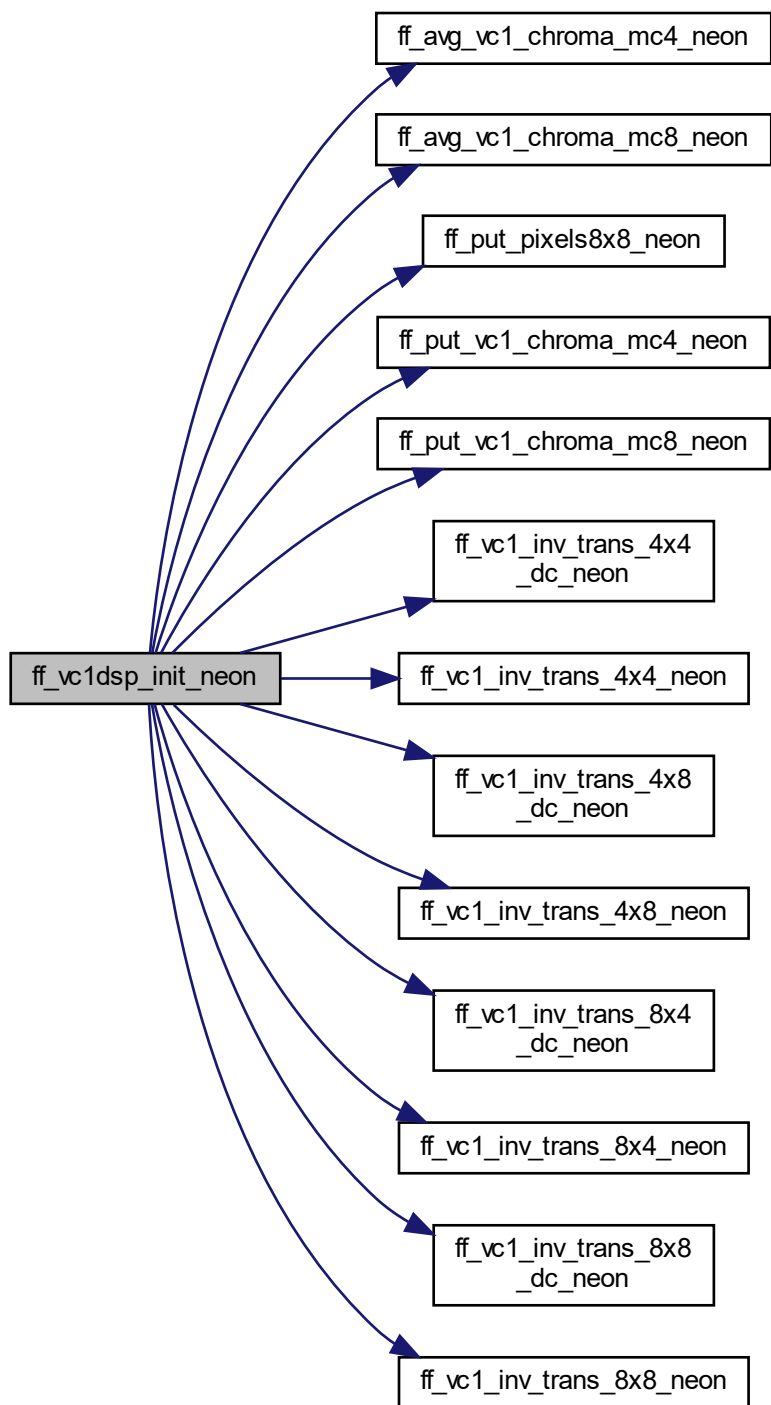 ff_avg_vc1_chroma_mc4_neon
ff_avg_vc1_chroma_mc8_neon
ff_put_pixels8x8_neon
ff_put_vc1_chroma_mc4_neon
ff_put_vc1_chroma_mc8_neon
ff_vc1_inv_trans_4x4
_dc_neon
ff_vc1dsp_init_neon
ff_vc1_inv_trans_4x4_neon
ff_vc1_inv_trans_4x8
_dc_neon
ff_vc1_inv_trans_4x8_neon
ff_vc1_inv_trans_8x4
_dc_neon
ff_vc1_inv_trans_8x4_neon
ff_vc1_inv_trans_8x8
_dc_neon
ff_vc1_inv_trans_8x8_neon